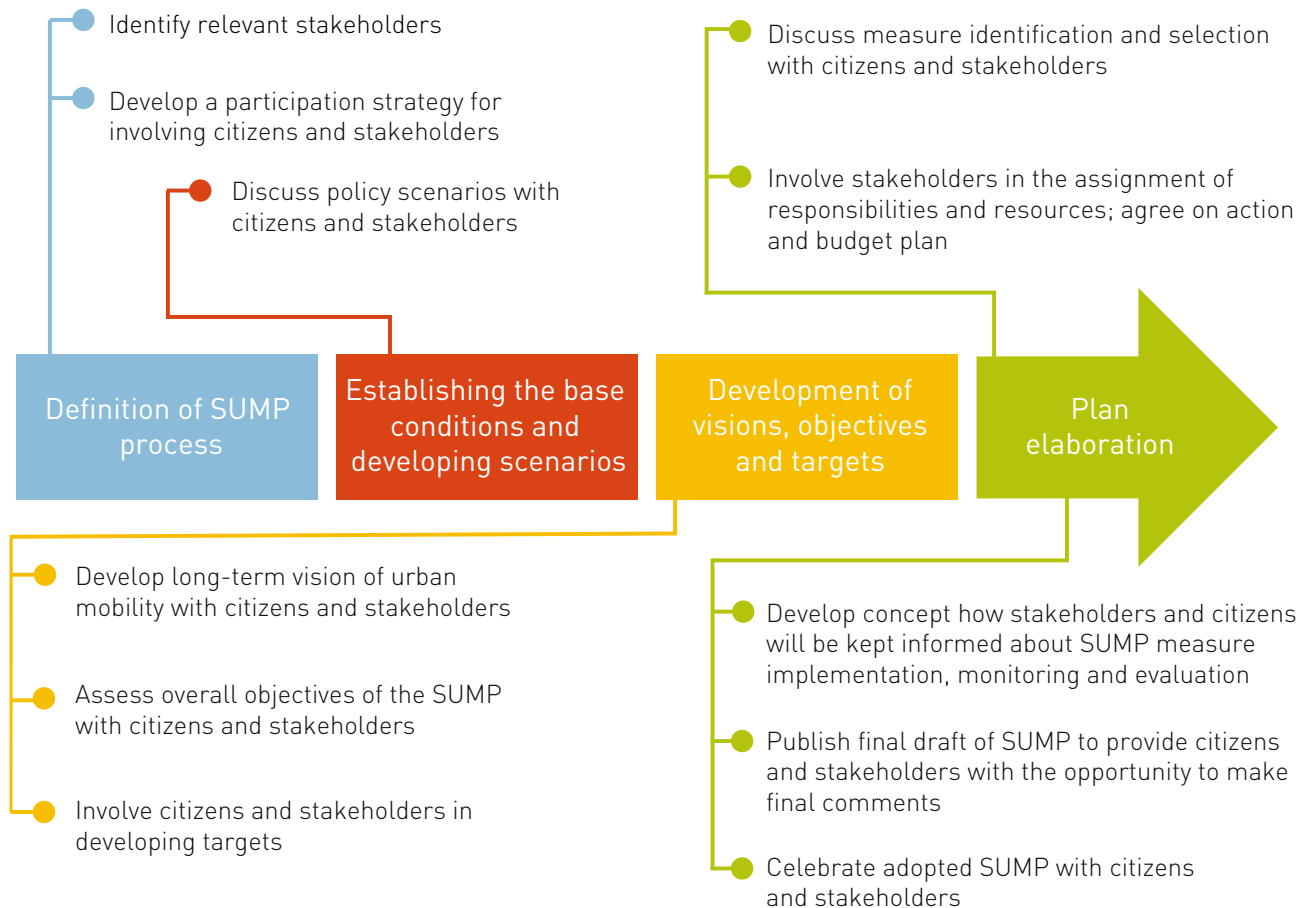 Identify relevant stakeholders
Develop a participation strategy for
involving citizens and stakeholders
Discuss policy scenarios with
citizens and stakeholders
Discuss measure identification and selection
with citizens and stakeholders
Involve stakeholders in the assignment of
responsibilities and resources; agree on action
and budget plan
Definition of SUMP
process
Establishing the base
conditions and
developing scenarios
Development of
visions, objectives
and targets
Plan
elaboration
Develop long-term vision of urban
mobility with citizens and stakeholders
Assess overall objectives of the SUMP
with citizens and stakeholders
Involve citizens and stakeholders in
developing targets
Develop concept how stakeholders and citizens
will be kept informed about SUMP measure
implementation, monitoring and evaluation
Publish final draft of SUMP to provide citizens
and stakeholders with the opportunity to make
final comments
Celebrate adopted SUMP with citizens
and stakeholders